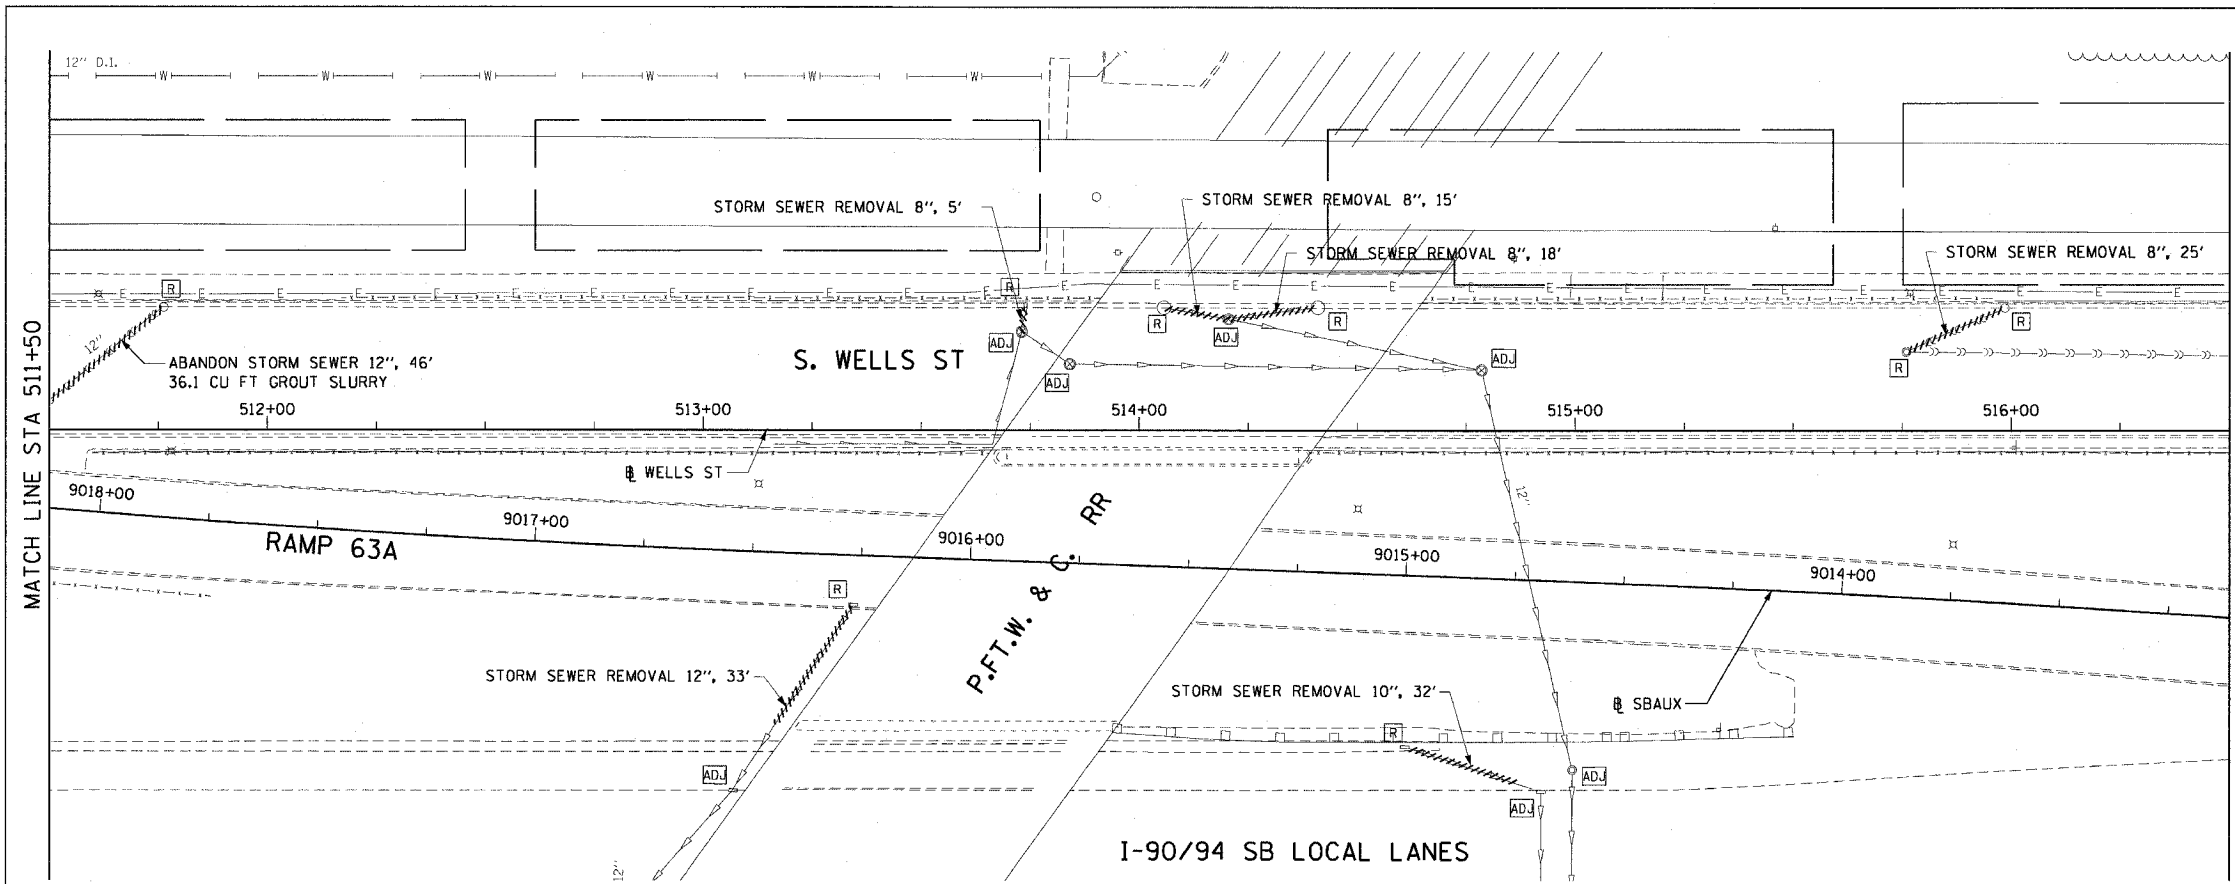 12" D.I.
W W W W W W
STORM SEWER REMOVAL 8", 5'
STORM SEWER REMOVAL 8", 15'
STORM SEWER REMOVAL 8", 18'
STORM SEWER REMOVAL 8", 25'
R
R
E E E E E E E E E E E E E E E E E E E E E E E E E E E
12"
ADJ
R
ADJ
R
R
ABANDON STORM SEWER 12", 46'
36.1 CU FT GROUT SLURRY
S. WELLS ST
ADJ
ADJ
R
MATCH LINE STA 511+50
512+00
513+00
514+00
515+00
516+00
℄ WELLS ST
12"
9018+00
9017+00
9016+00
9015+00
9014+00
RAMP 63A
P.FT.W. & C. RR
R
STORM SEWER REMOVAL 12", 33'
STORM SEWER REMOVAL 10", 32'
℄ SBAUX
R
ADJ
ADJ
ADJ
12"
I-90/94 SB LOCAL LANES